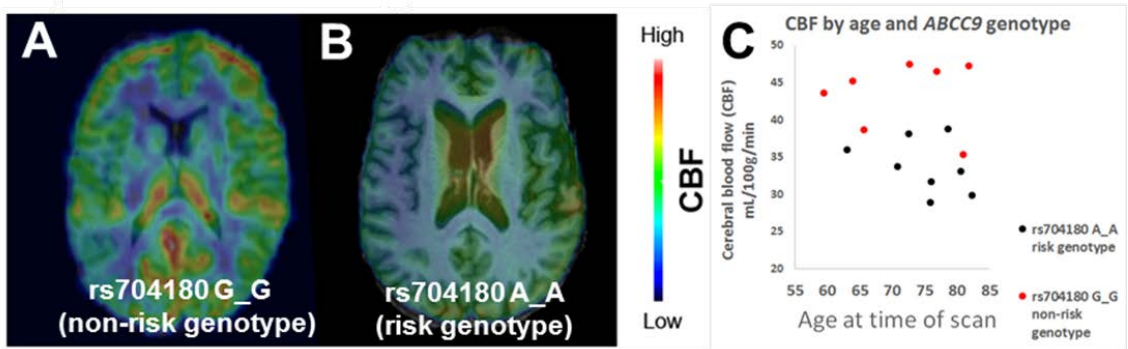 A
rs704180 G_G
(non-risk genotype)
B
rs704180 A_A
(risk genotype)
High
CBF
Low
C
CBF by age and ABCC9 genotype
Cerebral blood flow (CBF)
mL/100g/min
50
45
40
35
30
25
20
55 60 65 70 75 80 85
Age at time of scan
rs704180 A_A
risk genotype
rs704180 G_G
non-risk
genotype